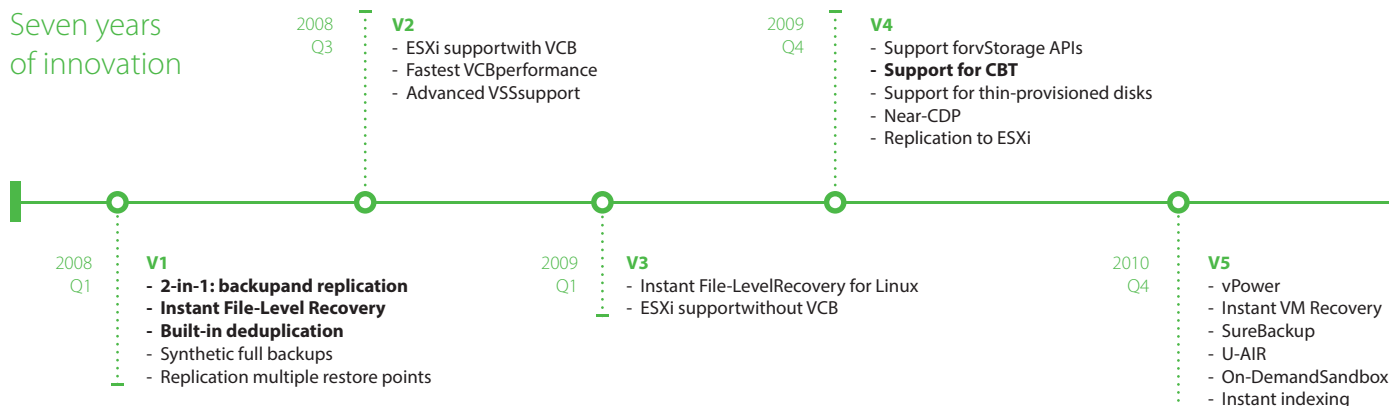 Seven years
of innovation
2008
Q3
V2
- ESXi supportwith VCB
- Fastest VCBperformance
- Advanced VSSsupport
2009
Q4
V4
- Support forvStorage APIs
- Support for CBT
- Support for thin-provisioned disks
- Near-CDP
- Replication to ESXi
2008
Q1
V1
- 2-in-1: backupand replication
- Instant File-Level Recovery
- Built-in deduplication
- Synthetic full backups
- Replication multiple restore points
2009
Q1
V3
- Instant File-LevelRecovery for Linux
- ESXi supportwithout VCB
2010
Q4
V5
- vPower
- Instant VM Recovery
- SureBackup
- U-AIR
- On-DemandSandbox
- Instant indexing